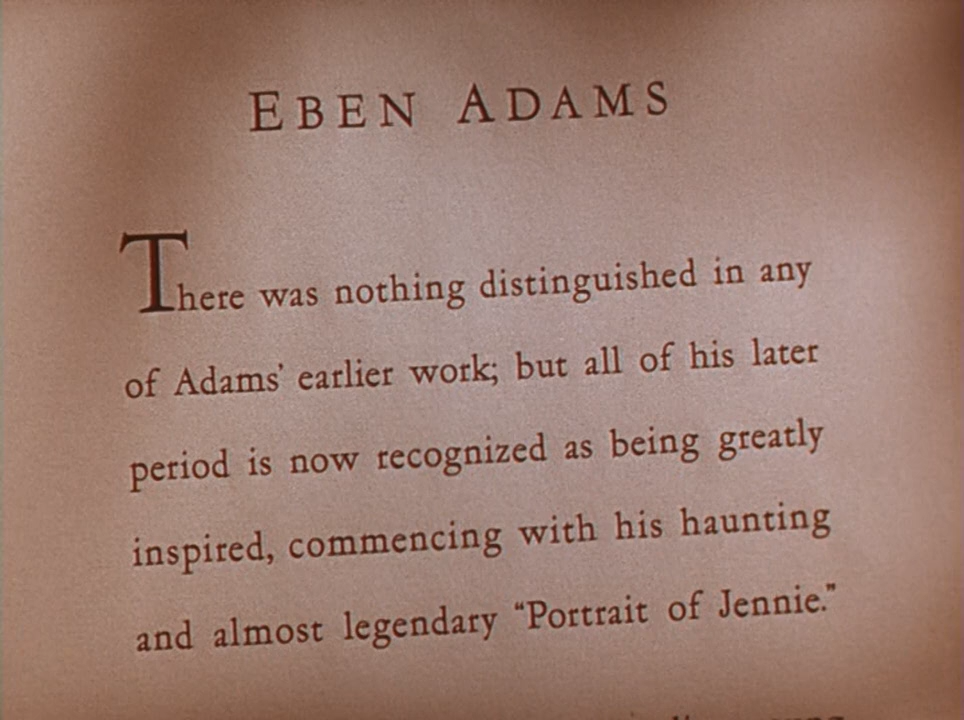 EBEN ADAMS
There was nothing distinguished in any
of Adams' earlier work; but all of his later
period is now recognized as being greatly
inspired, commencing with his haunting
and almost legendary “Portrait of Jennie.”